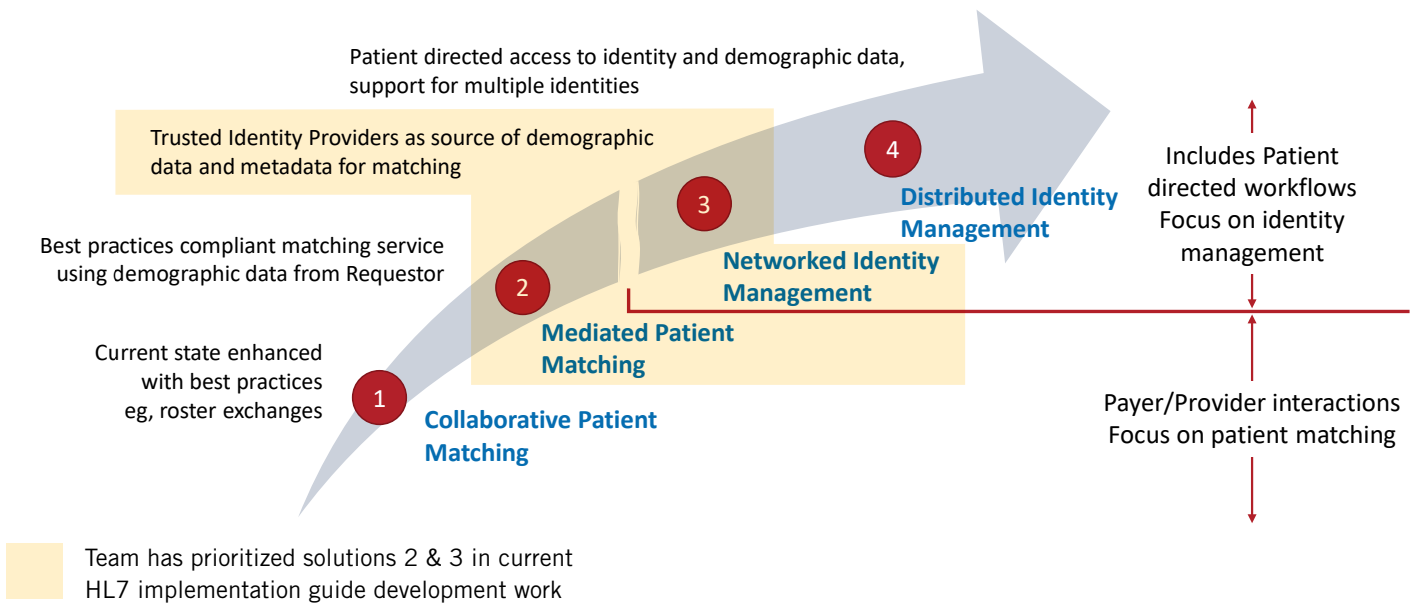 Patient directed access to identity and demographic data,
support for multiple identities
Trusted Identity Providers as source of demographic
data and metadata for matching
4
Distributed Identity
Management
3
Networked Identity
Management
Best practices compliant matching service
using demographic data from Requestor
2
Mediated Patient
Matching
Current state enhanced
with best practices
eg, roster exchanges
1
Collaborative Patient
Matching
Includes Patient
directed workflows
Focus on identity
management
Payer/Provider interactions
Focus on patient matching
Team has prioritized solutions 2 & 3 in current
HL7 implementation guide development work